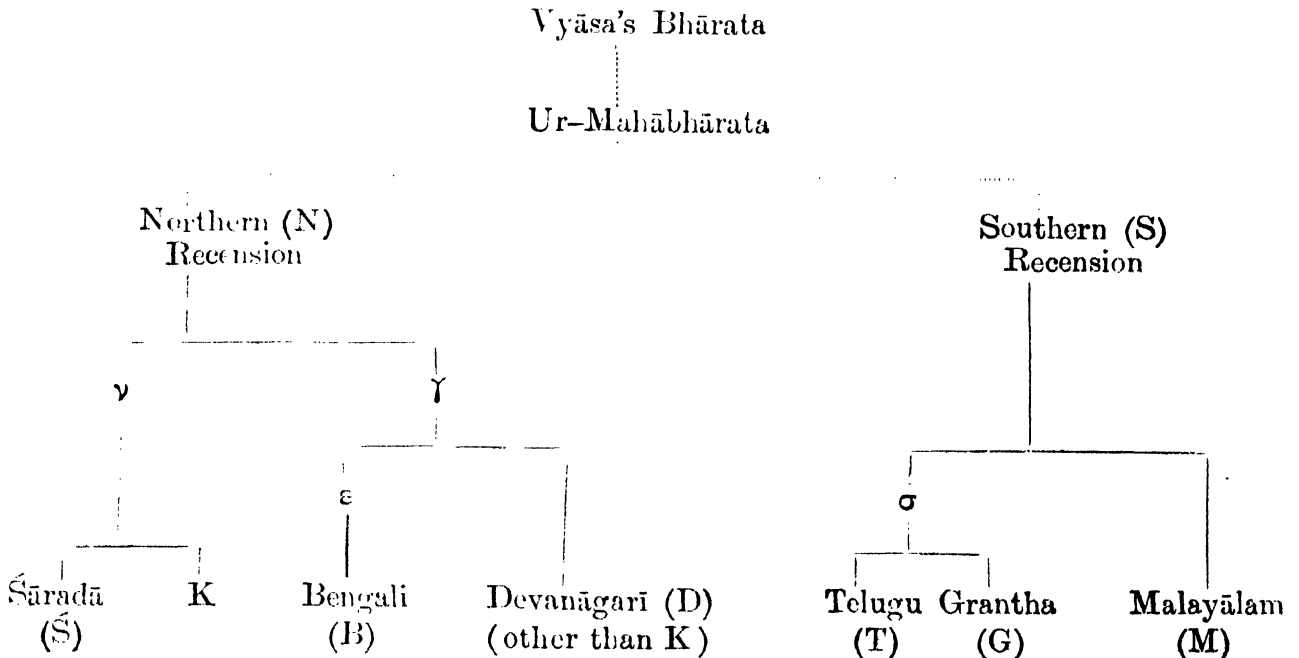 Vyāsa's Bhārata
Ur-Mahābhārata
Northern (N)
Recension
Southern (S)
Recension
ν
γ
ε
σ
Śāradā
(Ś)
K
Bengali
(B)
Devanāgarī (D)
(other than K)
Telugu
(T)
Grantha
(G)
Malayālam
(M)